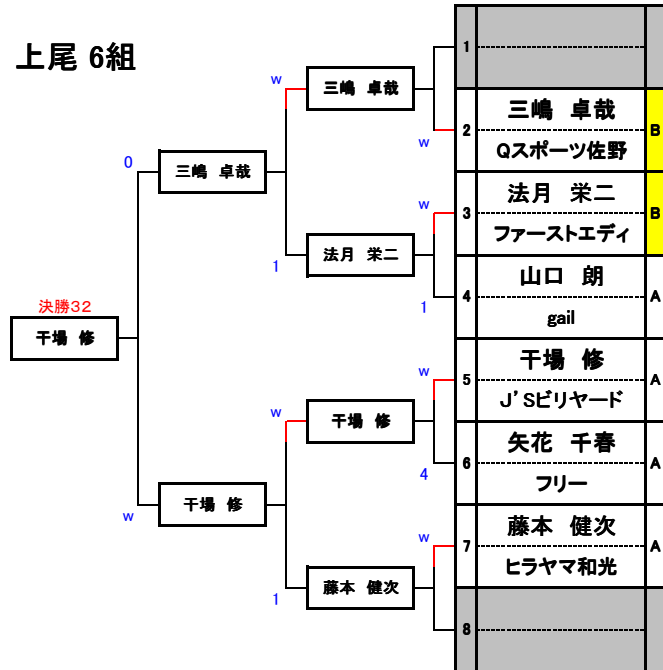 上尾 6組
1
三嶋 卓哉
2
B
Qスポーツ佐野
法月 栄二
3
B
ファーストエディ
山口 朗
4
A
gail
干場 修
5
A
J'Sビリヤード
矢花 千春
6
A
フリー
藤本 健次
7
A
ヒラヤマ和光
8
w
w
1
w
4
w
w
三嶋 卓哉
法月 栄二
1
w
干場 修
藤本 健次
1
0
三嶋 卓哉
干場 修
w
決勝32
干場 修